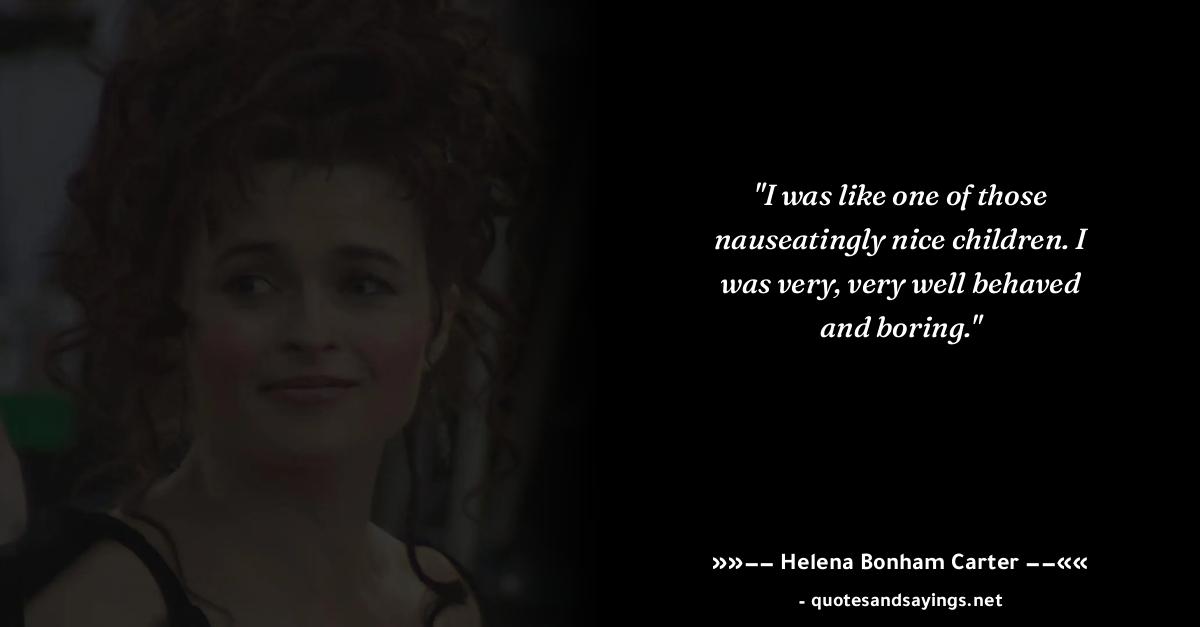 "I was like one of those
nauseatingly nice children. I
was very, very well behaved
and boring."
»»−− Helena Bonham Carter −−««
- quotesandsayings.net